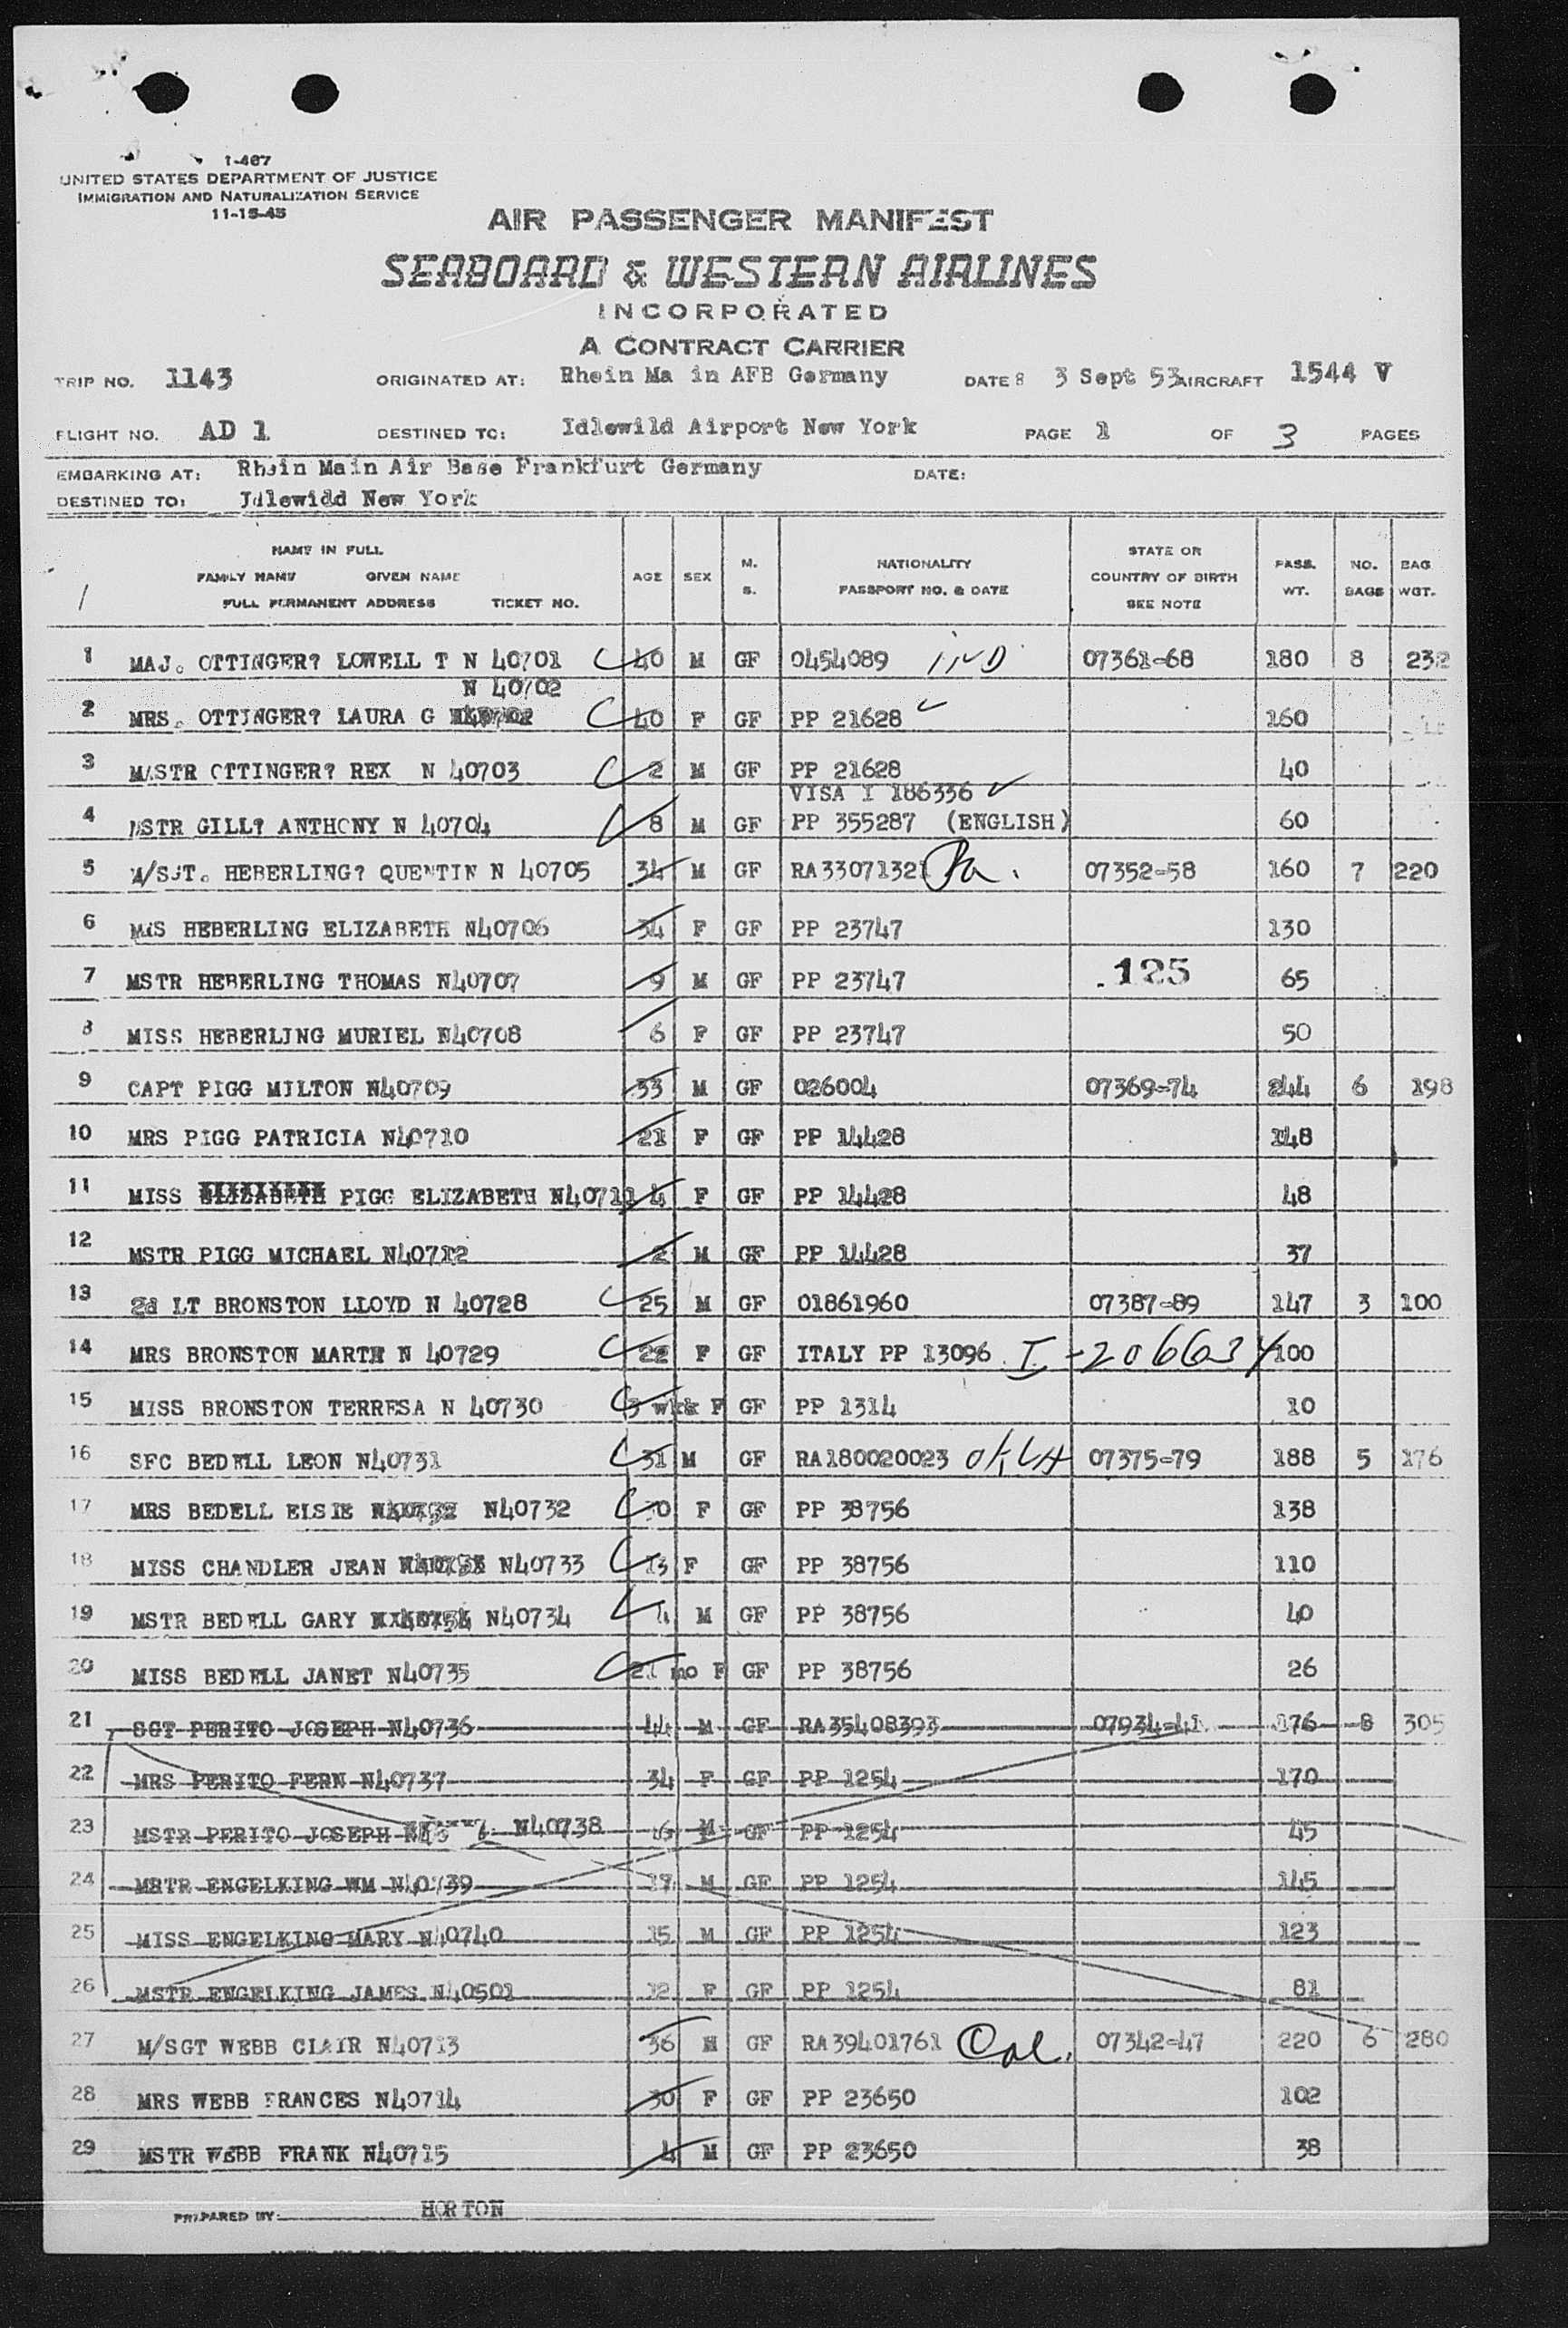 1-467
UNITED STATES DEPARTMENT OF JUSTICE
IMMIGRATION AND NATURALIZATION SERVICE
11-15-45
AIR PASSENGER MANIFEST
SEABOARD & WESTERN AIRLINES
INCORPORATED
A CONTRACT CARRIER
TRIP NO. 1143 ORIGINATED AT: Rhein Ma in AFB Germany DATE: 3 Sept 53 AIRCRAFT 1544 V
FLIGHT NO. AD 1 DESTINED TO: Idlewild Airport New York PAGE 1 OF 3 PAGES
EMBARKING AT: Rhein Main Air Base Frankfurt Germany DATE:
DESTINED TO: Idlewidd New York
NAME IN FULL
FAMILY NAME GIVEN NAME
FULL PERMANENT ADDRESS TICKET NO. AGE SEX M. S. NATIONALITY PASSPORT NO. & DATE STATE OR COUNTRY OF BIRTH SEE NOTE PASS. WT. NO. BAGS BAG WGT.
1 MAJ. OTTINGER? LOWELL T N 40701 40 M GF 0454089 IND 07361-68 180 8 232
N 40702
2 MRS. OTTINGER? LAURA G 40 F GF PP 21628 160
3 MASTR OTTINGER? REX N 40703 2 M GF PP 21628 40
VISA I 186336
4 MSTR GILL? ANTHONY N 40704 8 M GF PP 355287 (ENGLISH) 60
5 M/SGT. HEBERLING? QUENTIN N 40705 34 M GF RA33071321 Pa. 07352-58 160 7 220
6 MRS HEBERLING ELIZABETH N40706 34 F GF PP 23747 130
7 MSTR HEBERLING THOMAS N40707 9 M GF PP 23747 .125 65
8 MISS HEBERLING MURIEL N40708 6 F GF PP 23747 50
9 CAPT PIGG MILTON N40709 33 M GF 026004 07369-74 244 6 198
10 MRS PIGG PATRICIA N40710 21 F GF PP 14428 148
11 MISS ELIZABETH PIGG ELIZABETH N40711 4 F GF PP 14428 48
12 MSTR PIGG MICHAEL N40712 2 M GF PP 14428 37
13 2d LT BRONSTON LLOYD N 40728 25 M GF 01861960 07387-89 147 3 100
14 MRS BRONSTON MARTH N 40729 22 F GF ITALY PP 13096 I-206634 100
15 MISS BRONSTON TERRESA N 40730 3 wkk F GF PP 1314 10
16 SFC BEDELL LEON N40731 31 M GF RA180020023 OKLA 07375-79 188 5 176
17 MRS BEDELL ELSIE N40732 F GF PP 38756 138
18 MISS CHANDLER JEAN N40733 13 F GF PP 38756 110
19 MSTR BEDELL GARY N40734 4 M GF PP 38756 40
20 MISS BEDELL JANET N40735 21 mo F GF PP 38756 26
21 SGT PERITO JOSEPH N40736 44 M GF RA35408393 07934-41 176 8 305
22 MRS PERITO FERN N40737 34 F GF PP 1254 170
23 MSTR PERITO JOSEPH N40738 6 M GF PP 1254 45
24 MSTR ENGELKING WM N40739 17 M GF PP 1254 145
25 MISS ENGELKING MARY N40740 15 M GF PP 1254 123
26 MSTR ENGELKING JAMES N40501 12 F GF PP 1254 81
27 M/SGT WEBB CLAIR N40713 36 M GF RA39401761 Cal. 07342-47 220 6 280
28 MRS WEBB FRANCES N40714 30 F GF PP 23650 102
29 MSTR WEBB FRANK N40715 4 M GF PP 23650 38
PREPARED BY: HORTON